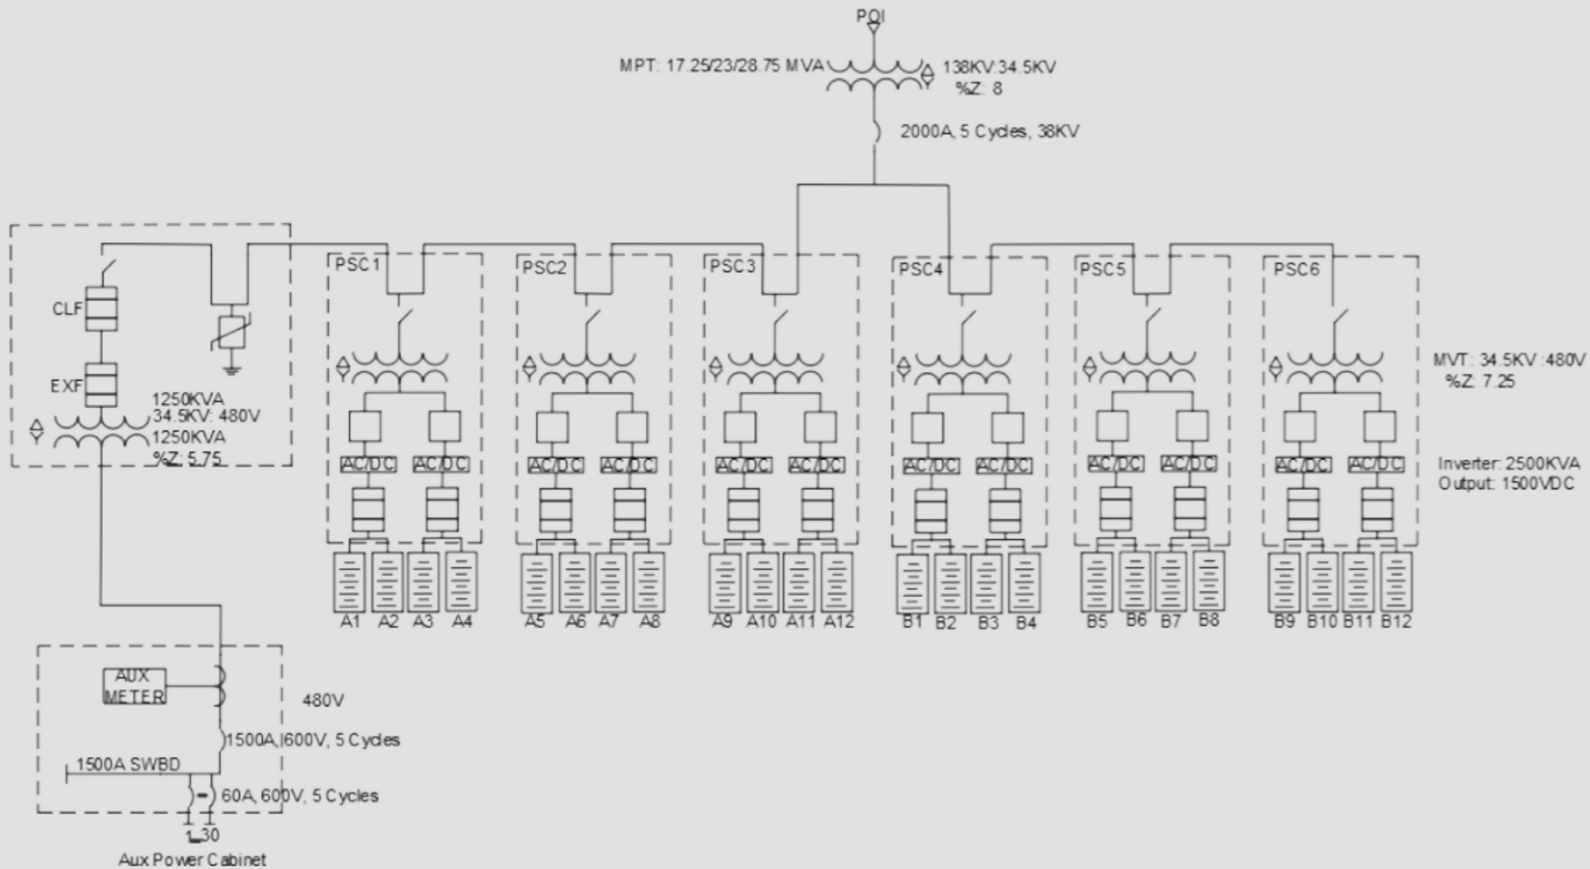 POI
MPT: 17.25/23/28.75 MVA
138KV:34.5KV
%Z: 8
2000A, 5 Cycles, 38KV
PSC1
PSC2
PSC3
PSC4
PSC5
PSC6
CLF
EXF
1250KVA
34.5KV: 480V
1250KVA
%Z: 5.75
MVT: 34.5KV :480V
%Z: 7.25
AC/DC
AC/DC
AC/DC
AC/DC
AC/DC
AC/DC
AC/DC
AC/DC
AC/DC
AC/DC
AC/DC
AC/DC
Inverter: 2500KVA
Output: 1500VDC
A1 A2 A3 A4
A5 A6 A7 A8
A9 A10 A11 A12
B1 B2 B3 B4
B5 B6 B7 B8
B9 B10 B11 B12
AUX
METER
480V
1500A, 600V, 5 Cycles
1500A SWBD
60A, 600V, 5 Cycles
1_30
Aux Power Cabinet